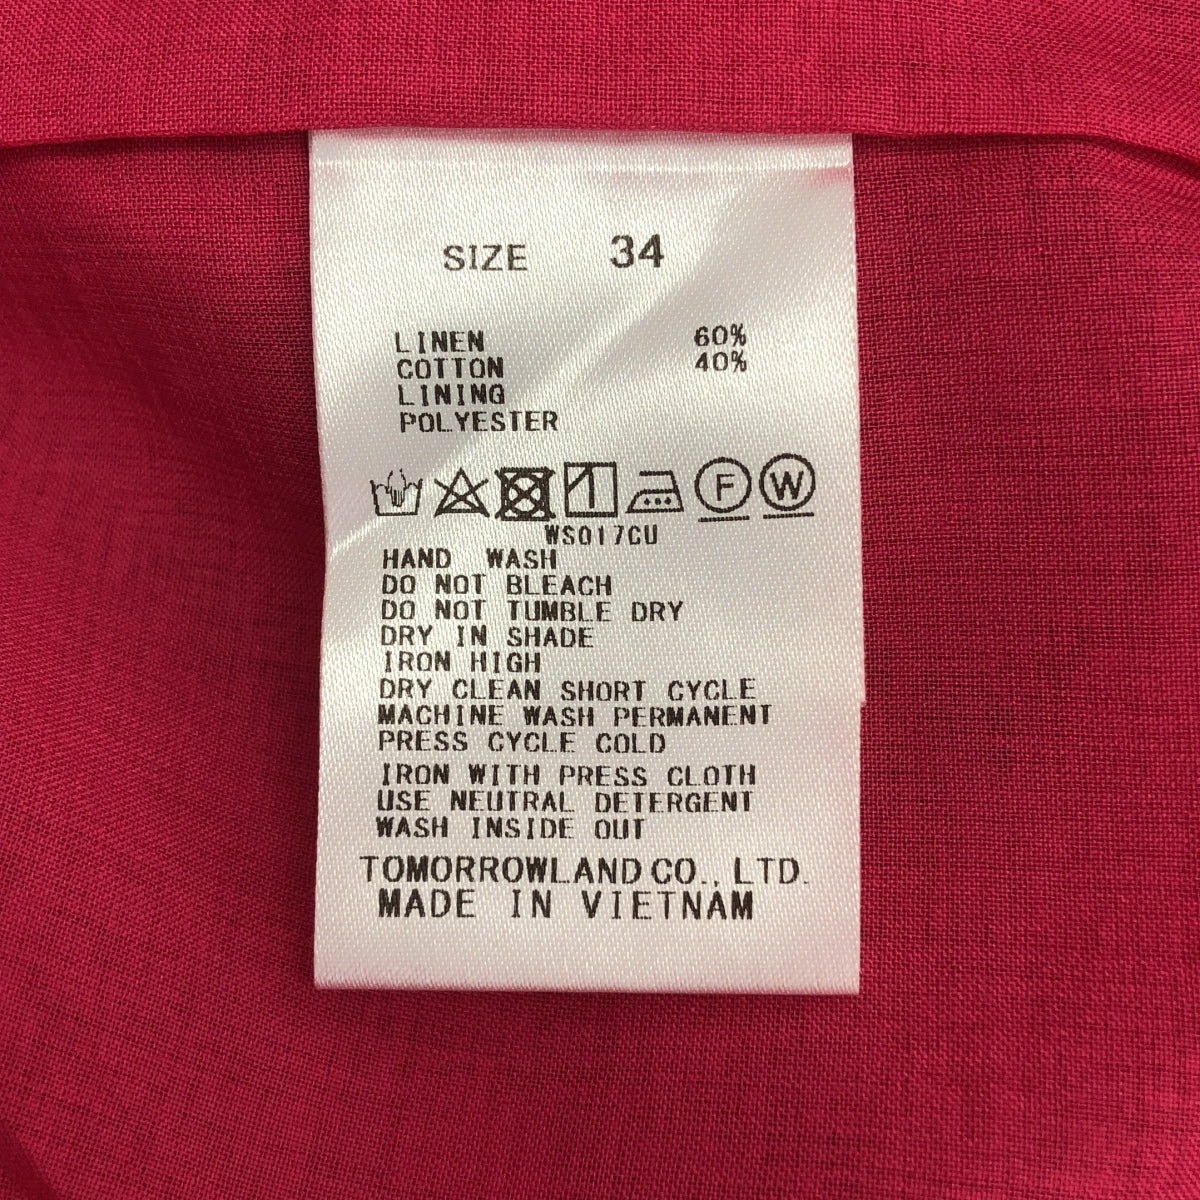 SIZE 34
LINEN 60%
COTTON 40%
LINING
POLYESTER
F W
WS017CU
HAND WASH
DO NOT BLEACH
DO NOT TUMBLE DRY
DRY IN SHADE
IRON HIGH
DRY CLEAN SHORT CYCLE
MACHINE WASH PERMANENT
PRESS CYCLE COLD
IRON WITH PRESS CLOTH
USE NEUTRAL DETERGENT
WASH INSIDE OUT
TOMORROWLAND CO., LTD.
MADE IN VIETNAM